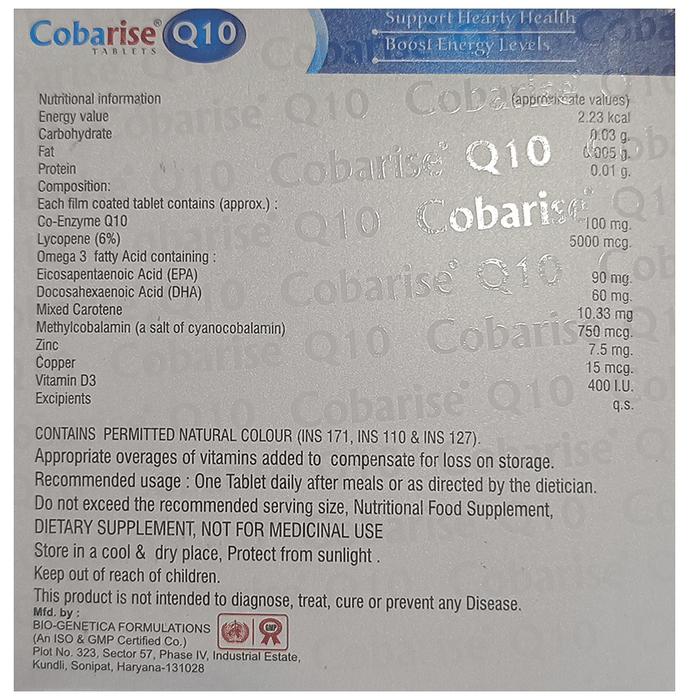 Cobarise® Q10
TABLETS
Support Hearty Health
Boost Energy Levels
Nutritional information (approximate values)
Energy value 2.23 kcal
Carbohydrate 0.03 g.
Fat 0.005 g.
Protein 0.01 g.
Composition:
Each film coated tablet contains (approx.) :
Co-Enzyme Q10 100 mg.
Lycopene (6%) 5000 mcg.
Omega 3 fatty Acid containing :
Eicosapentaenoic Acid (EPA) 90 mg.
Docosahexaenoic Acid (DHA) 60 mg.
Mixed Carotene 10.33 mg
Methylcobalamin (a salt of cyanocobalamin) 750 mcg.
Zinc 7.5 mg.
Copper 15 mcg.
Vitamin D3 400 I.U.
Excipients q.s.
CONTAINS PERMITTED NATURAL COLOUR (INS 171, INS 110 & INS 127).
Appropriate overages of vitamins added to compensate for loss on storage.
Recommended usage : One Tablet daily after meals or as directed by the dietician.
Do not exceed the recommended serving size, Nutritional Food Supplement,
DIETARY SUPPLEMENT, NOT FOR MEDICINAL USE
Store in a cool & dry place, Protect from sunlight .
Keep out of reach of children.
This product is not intended to diagnose, treat, cure or prevent any Disease.
Mfd. by :
BIO-GENETICA FORMULATIONS
(An ISO & GMP Certified Co.)
Plot No. 323, Sector 57, Phase IV, Industrial Estate,
Kundli, Sonipat, Haryana-131028
GMP